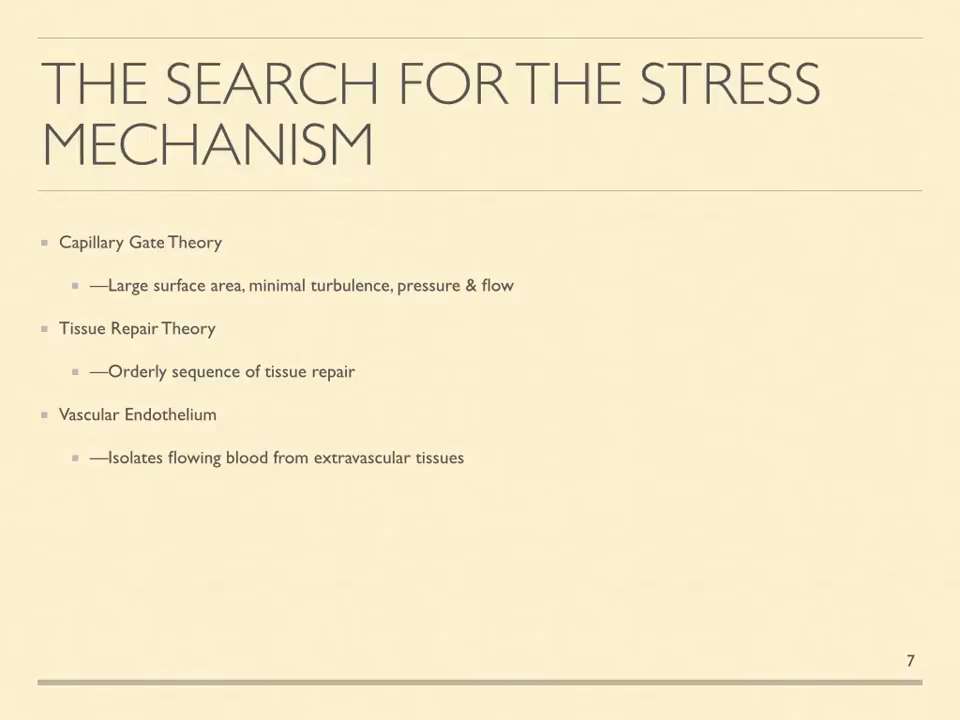 THE SEARCH FOR THE STRESS
MECHANISM
Capillary Gate Theory
—Large surface area, minimal turbulence, pressure & flow
Tissue Repair Theory
—Orderly sequence of tissue repair
Vascular Endothelium
—Isolates flowing blood from extravascular tissues
7